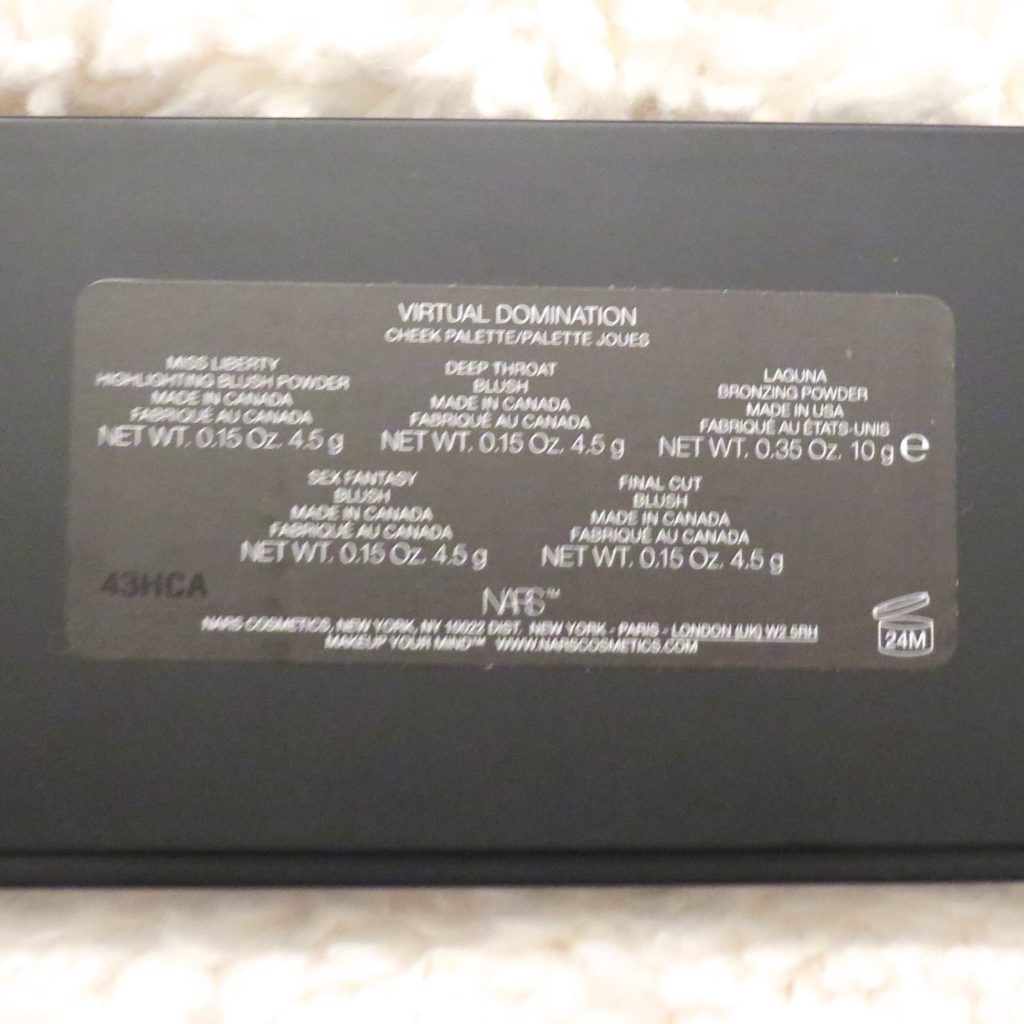 VIRTUAL DOMINATION
CHEEK PALETTE/PALETTE JOUES
MISS LIBERTY
HIGHLIGHTING BLUSH POWDER
MADE IN CANADA
FABRIQUÉ AU CANADA
NET WT. 0.15 Oz. 4.5 g
DEEP THROAT
BLUSH
MADE IN CANADA
FABRIQUÉ AU CANADA
NET WT. 0.15 Oz. 4.5 g
LAGUNA
BRONZING POWDER
MADE IN USA
FABRIQUÉ AU ÉTATS-UNIS
NET WT. 0.35 Oz. 10 g e
SEX FANTASY
BLUSH
MADE IN CANADA
FABRIQUÉ AU CANADA
NET WT. 0.15 Oz. 4.5 g
FINAL CUT
BLUSH
MADE IN CANADA
FABRIQUÉ AU CANADA
NET WT. 0.15 Oz. 4.5 g
43HCA
NARS™
NARS COSMETICS, NEW YORK, NY 10022 DIST. NEW YORK - PARIS - LONDON (UK) W2 6RH
MAKEUP YOUR MIND™ WWW.NARSCOSMETICS.COM
24M